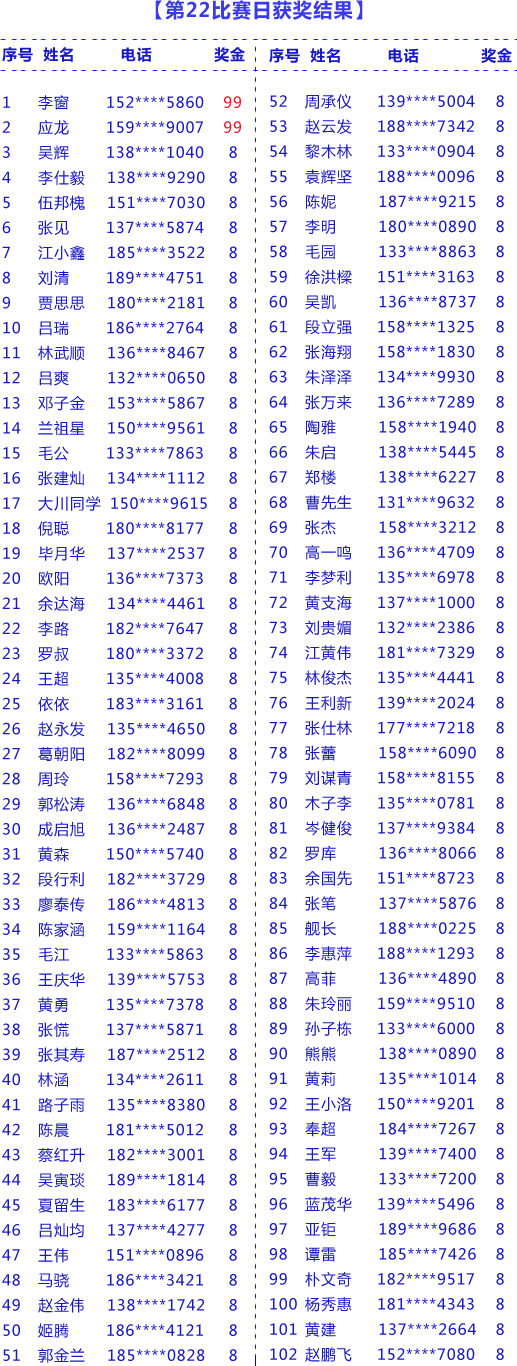 【第22比赛日获奖结果】
序号 姓名 电话 奖金
1 李窗 152****5860 99
2 应龙 159****9007 99
3 吴辉 138****1040 8
4 李仕毅 138****9290 8
5 伍邦槐 151****7030 8
6 张见 137****5874 8
7 江小鑫 185****3522 8
8 刘清 189****4751 8
9 贾思思 180****2181 8
10 吕瑞 186****2764 8
11 林武顺 136****8467 8
12 吕爽 132****0650 8
13 邓子金 153****5867 8
14 兰祖星 150****9561 8
15 毛公 133****7863 8
16 张建灿 134****1112 8
17 大川同学 150****9615 8
18 倪聪 180****8177 8
19 毕月华 137****2537 8
20 欧阳 136****7373 8
21 余达海 134****4461 8
22 李路 182****7647 8
23 罗叔 180****3372 8
24 王超 135****4008 8
25 依依 183****3161 8
26 赵永发 135****4650 8
27 葛朝阳 182****8099 8
28 周玲 158****7293 8
29 郭松涛 136****6848 8
30 成启旭 136****2487 8
31 黄森 150****5740 8
32 段行利 182****3729 8
33 廖泰传 186****4813 8
34 陈家涵 159****1164 8
35 毛江 133****5863 8
36 王庆华 139****5753 8
37 黄勇 135****7378 8
38 张慌 137****5871 8
39 张其寿 187****2512 8
40 林涵 134****2611 8
41 路子雨 135****8380 8
42 陈晨 181****5012 8
43 蔡红升 182****3001 8
44 吴寅琰 189****1814 8
45 夏留生 183****6177 8
46 吕灿均 137****4277 8
47 王伟 151****0896 8
48 马骁 186****3421 8
49 赵金伟 138****1742 8
50 姬腾 186****4121 8
51 郭金兰 185****0828 8
序号 姓名 电话 奖金
52 周承仪 139****5004 8
53 赵云发 188****7342 8
54 黎木林 133****0904 8
55 袁辉坚 188****0096 8
56 陈妮 187****9215 8
57 李明 180****0890 8
58 毛园 133****8863 8
59 徐洪樑 151****3163 8
60 吴凯 136****8737 8
61 段立强 158****1325 8
62 张海翔 158****1830 8
63 朱泽泽 134****9930 8
64 张万来 136****7289 8
65 陶雅 158****1940 8
66 朱启 138****5445 8
67 郑楼 138****6227 8
68 曹先生 131****9632 8
69 张杰 158****3212 8
70 高一鸣 136****4709 8
71 李梦利 135****6978 8
72 黄支海 137****1000 8
73 刘贵媚 132****2386 8
74 江黄伟 181****7329 8
75 林俊杰 135****4441 8
76 王利新 139****2024 8
77 张仕林 177****7218 8
78 张蕾 158****6090 8
79 刘谋青 158****8155 8
80 木子李 135****0781 8
81 岑健俊 137****9384 8
82 罗库 136****8066 8
83 余国先 151****8723 8
84 张笔 137****5876 8
85 舰长 188****0225 8
86 李惠萍 188****1293 8
87 高菲 136****4890 8
88 朱玲丽 159****9510 8
89 孙子栋 133****6000 8
90 熊熊 138****0890 8
91 黄莉 135****1014 8
92 王小洛 150****9201 8
93 奉超 184****7267 8
94 王军 139****7400 8
95 曹毅 133****7200 8
96 蓝茂华 139****5496 8
97 亚钜 189****9686 8
98 谭雷 185****7426 8
99 朴文奇 182****9517 8
100 杨秀惠 181****4343 8
101 黄建 137****2664 8
102 赵鹏飞 152****7080 8